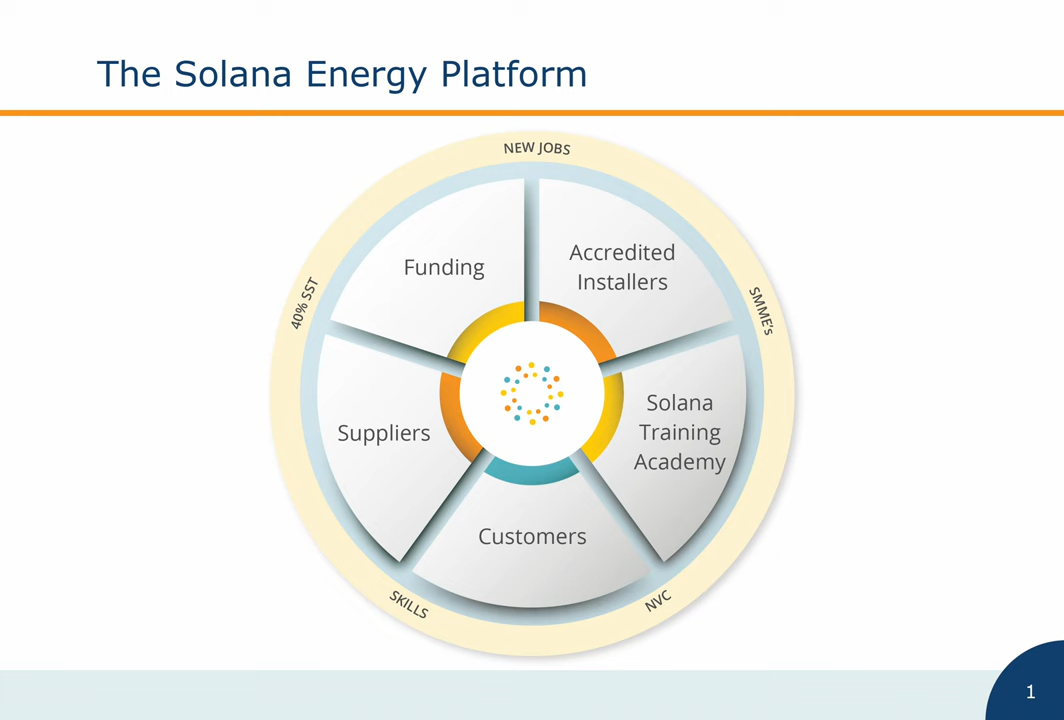 The Solana Energy Platform
NEW JOBS
Accredited
Installers
Funding
40% SST
SMME's
Solana
Training
Academy
Suppliers
Customers
SKILLS
NVC
1